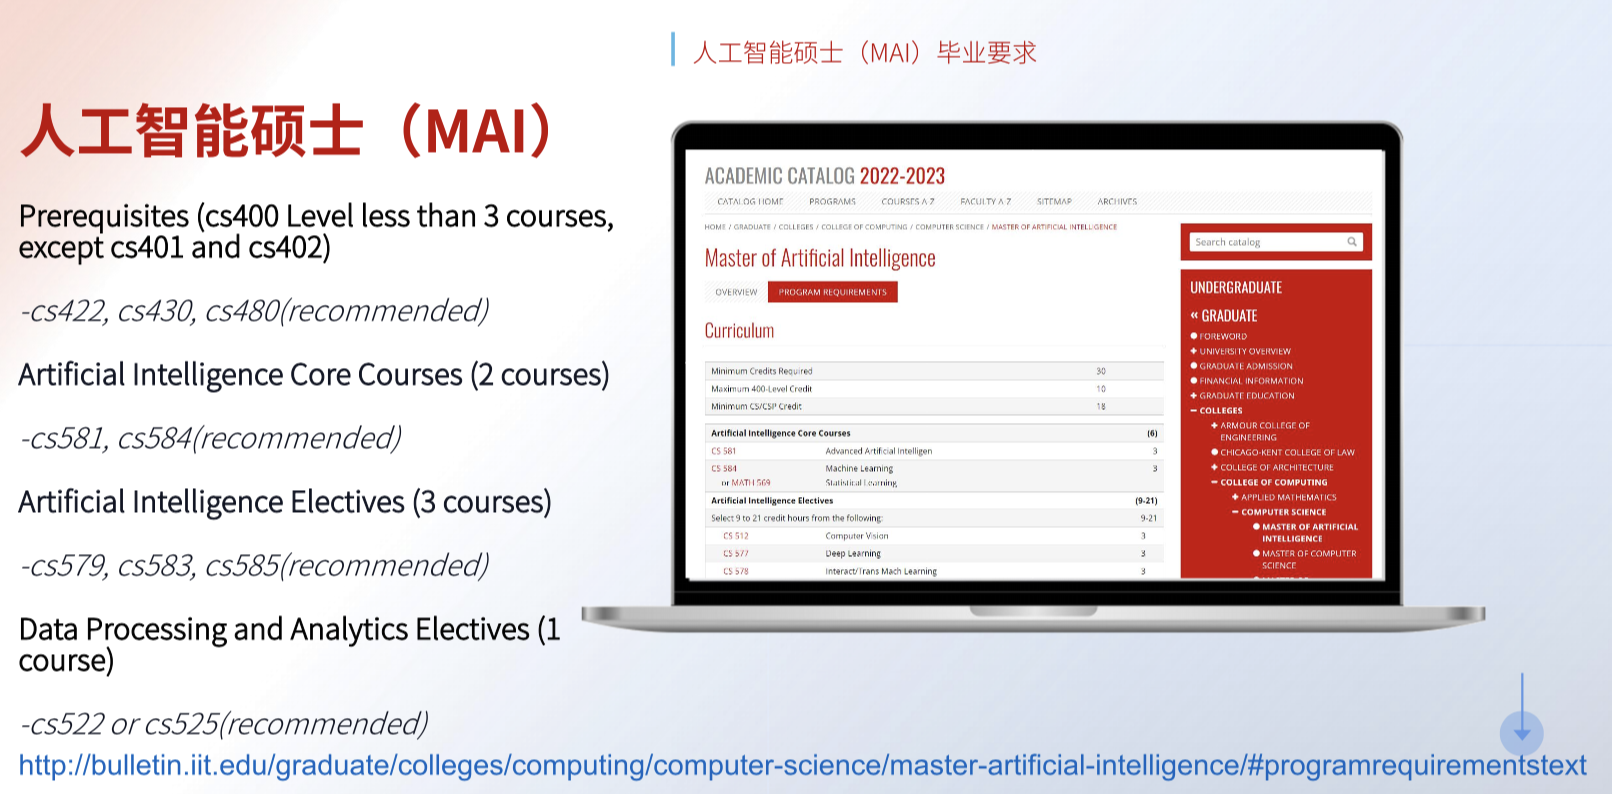 人工智能硕士（MAI）毕业要求
人工智能硕士（MAI）
Prerequisites (cs400 Level less than 3 courses,
except cs401 and cs402)
-cs422, cs430, cs480(recommended)
Artificial Intelligence Core Courses (2 courses)
-cs581, cs584(recommended)
Artificial Intelligence Electives (3 courses)
-cs579, cs583, cs585(recommended)
Data Processing and Analytics Electives (1
course)
-cs522 or cs525(recommended)
http://bulletin.iit.edu/graduate/colleges/computing/computer-science/master-artificial-intelligence/#programrequirementstext
ACADEMIC CATALOG 2022-2023
CATALOG HOME PROGRAMS COURSES A-Z FACULTY A-Z SITEMAP ARCHIVES
HOME / GRADUATE / COLLEGES / COLLEGE OF COMPUTING / COMPUTER SCIENCE / MASTER OF ARTIFICIAL INTELLIGENCE
Master of Artificial Intelligence
OVERVIEW PROGRAM REQUIREMENTS
Curriculum
Minimum Credits Required 30
Maximum 400-Level Credit 10
Minimum CS/CSP Credit 18
Artificial Intelligence Core Courses (6)
CS 581 Advanced Artificial Intelligen 3
CS 584 Machine Learning 3
or MATH 569 Statistical Learning
Artificial Intelligence Electives (9-21)
Select 9 to 21 credit hours from the following: 9-21
CS 512 Computer Vision 3
CS 577 Deep Learning 3
CS 578 Interact/Trans Mach Learning 3
Search catalog
UNDERGRADUATE
« GRADUATE
FOREWORD
UNIVERSITY OVERVIEW
GRADUATE ADMISSION
FINANCIAL INFORMATION
GRADUATE EDUCATION
COLLEGES
ARMOUR COLLEGE OF
ENGINEERING
CHICAGO-KENT COLLEGE OF LAW
COLLEGE OF ARCHITECTURE
COLLEGE OF COMPUTING
APPLIED MATHEMATICS
COMPUTER SCIENCE
MASTER OF ARTIFICIAL
INTELLIGENCE
MASTER OF COMPUTER
SCIENCE